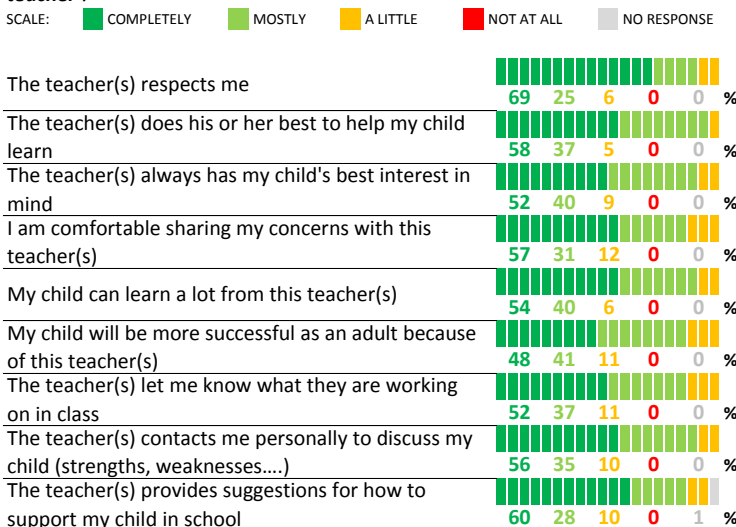 teacher?
SCALE: COMPLETELY MOSTLY A LITTLE NOT AT ALL NO RESPONSE
The teacher(s) respects me
69 25 6 0 0 %
The teacher(s) does his or her best to help my child
learn
58 37 5 0 0 %
The teacher(s) always has my child's best interest in
mind
52 40 9 0 0 %
I am comfortable sharing my concerns with this
teacher(s)
57 31 12 0 0 %
My child can learn a lot from this teacher(s)
54 40 6 0 0 %
My child will be more successful as an adult because
of this teacher(s)
48 41 11 0 0 %
The teacher(s) let me know what they are working
on in class
52 37 11 0 0 %
The teacher(s) contacts me personally to discuss my
child (strengths, weaknesses....)
56 35 10 0 0 %
The teacher(s) provides suggestions for how to
support my child in school
60 28 10 0 1 %